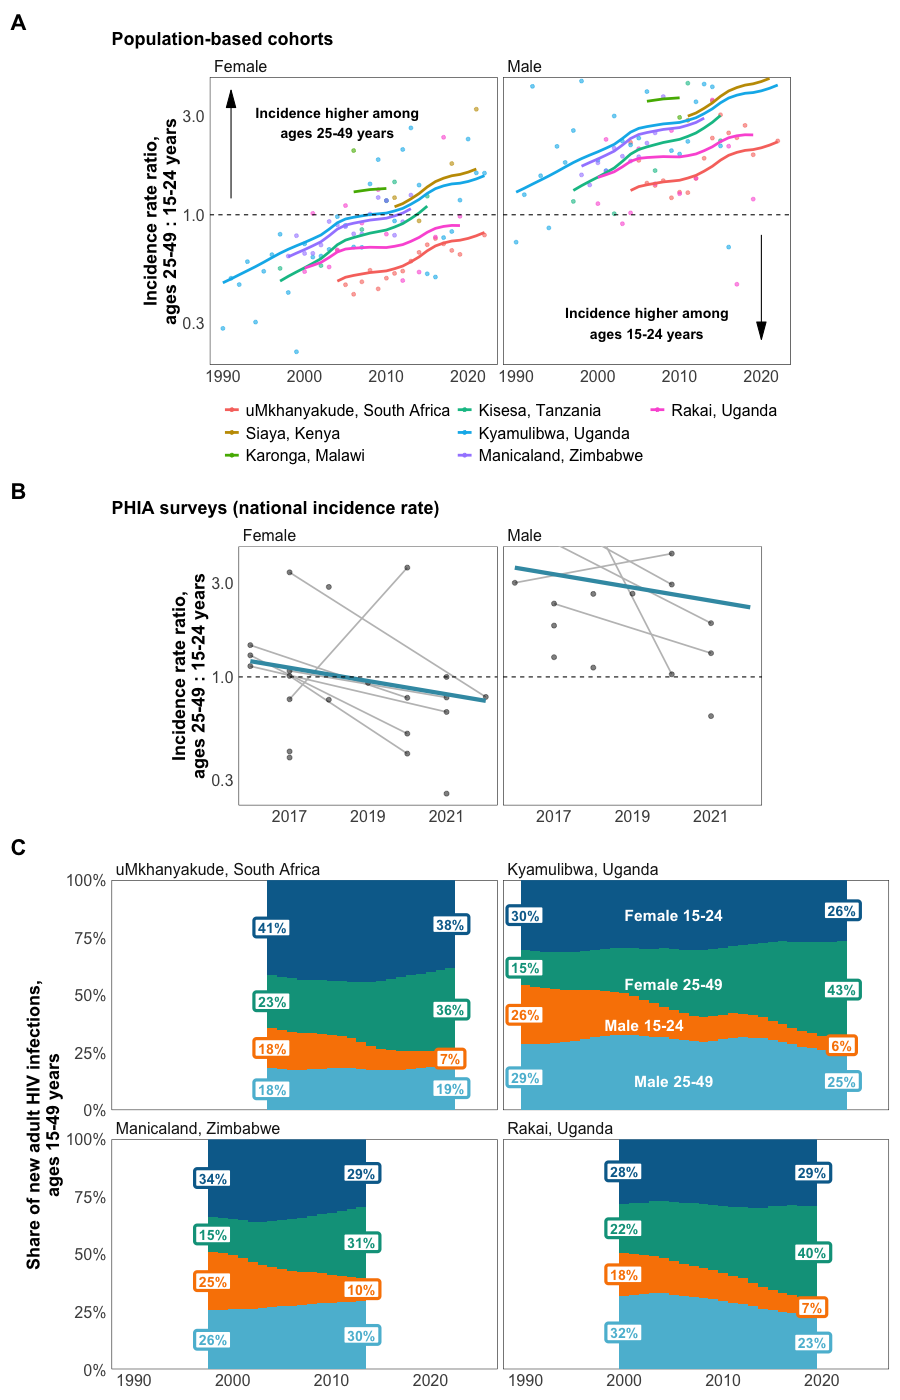 A
Population-based cohorts
Female
Male
Incidence rate ratio,
ages 25-49 : 15-24 years
3.0
1.0
0.3
Incidence higher among
ages 25-49 years
Incidence higher among
ages 15-24 years
1990 2000 2010 2020
1990 2000 2010 2020
uMkhanyakude, South Africa
Kisesa, Tanzania
Rakai, Uganda
Siaya, Kenya
Kyamulibwa, Uganda
Karonga, Malawi
Manicaland, Zimbabwe
B
PHIA surveys (national incidence rate)
Female
Male
Incidence rate ratio,
ages 25-49 : 15-24 years
3.0
1.0
0.3
2017 2019 2021
2017 2019 2021
C
Share of new adult HIV infections,
ages 15-49 years
uMkhanyakude, South Africa
100%
75%
50%
25%
0%
41%
38%
23%
36%
18%
7%
18%
19%
Kyamulibwa, Uganda
30%
Female 15-24
26%
15%
Female 25-49
43%
26%
Male 15-24
6%
29%
Male 25-49
25%
Manicaland, Zimbabwe
100%
75%
50%
25%
0%
34%
29%
15%
31%
25%
10%
26%
30%
1990 2000 2010 2020
Rakai, Uganda
28%
29%
22%
40%
18%
7%
32%
23%
1990 2000 2010 2020